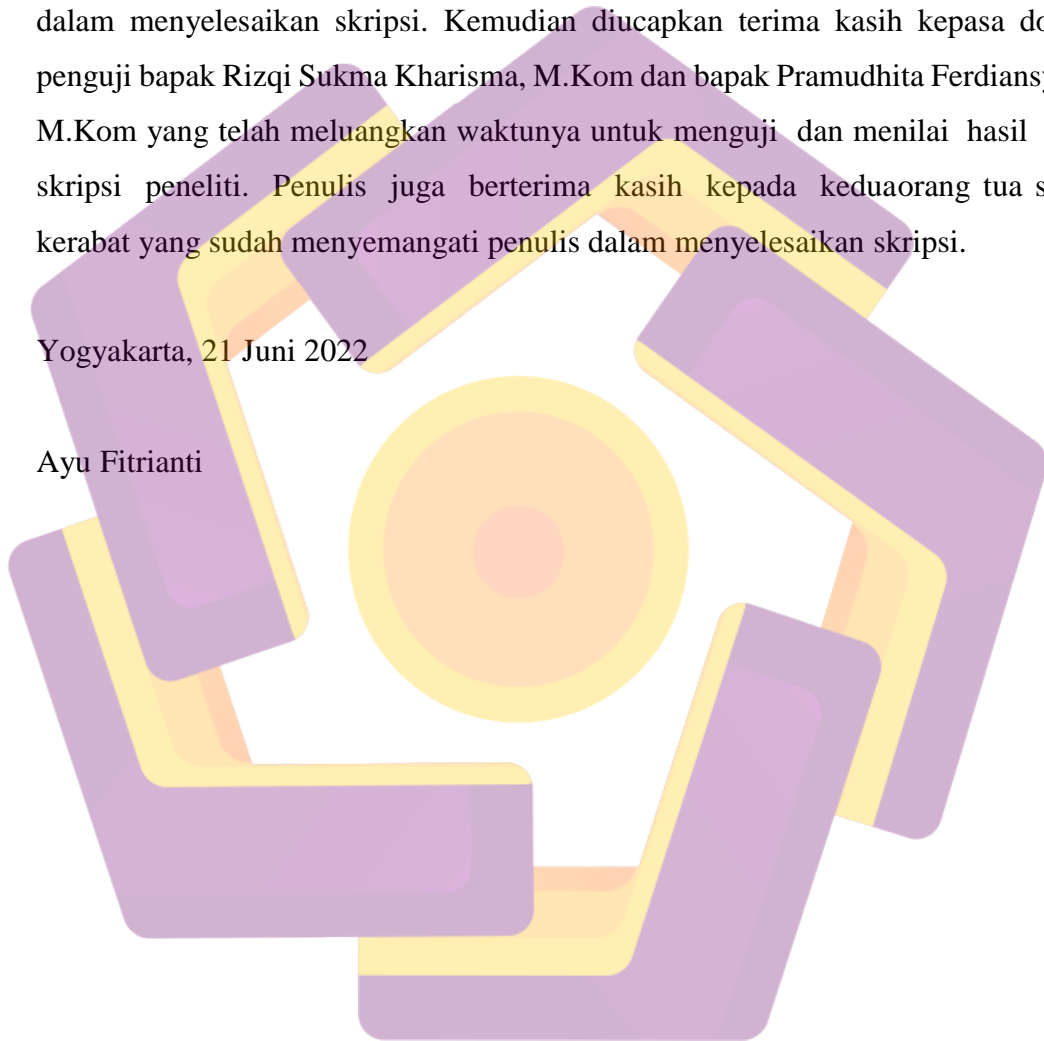 dalam menyelesaikan skripsi. Kemudian diucapkan terima kasih kepasa do
penguji bapak Rizqi Sukma Kharisma, M.Kom dan bapak Pramudhita Ferdiansy
M.Kom yang telah meluangkan waktunya untuk menguji dan menilai hasil
skripsi peneliti. Penulis juga berterima kasih kepada keduaorang tua s
kerabat yang sudah menyemangati penulis dalam menyelesaikan skripsi.
Yogyakarta, 21 Juni 2022
Ayu Fitrianti